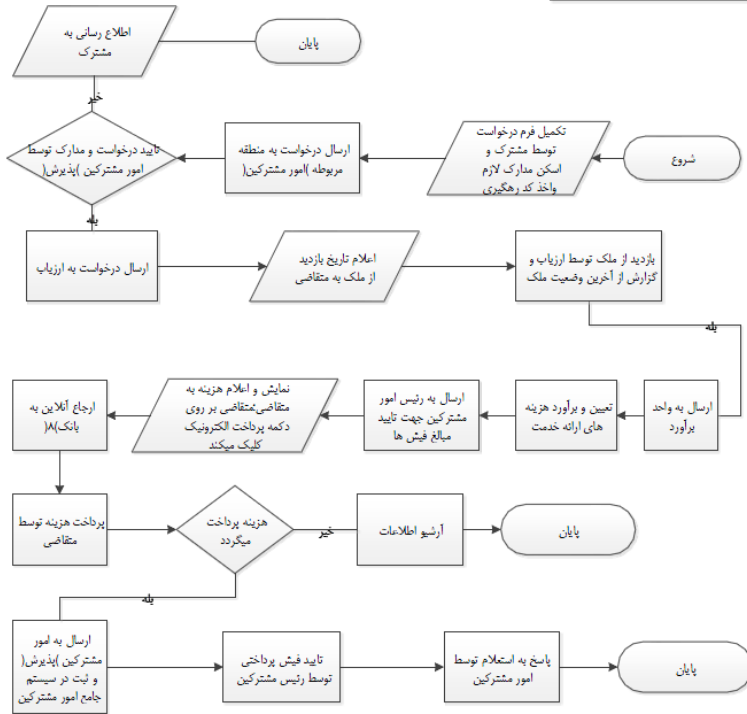 اطلاع رسانی به
مشترک
پایان
خیر
تایید درخواست و مدارک توسط
امور مشترکین )پذیرش(
ارسال درخواست به منطقه
مربوطه )امور مشترکین(
تکمیل فرم درخواست
توسط مشترک و
اسکن مدارک لازم
واخذ کد رهگیری
شروع
بله
ارسال درخواست به ارزیاب
اعلام تاریخ بازدید
از ملک به متقاضی
بازدید از ملک توسط ارزیاب و
گزارش از آخرین وضعیت ملک
بله
ارسال به واحد
برآورد
تعیین و برآورد هزینه
های ارائه خدمت
ارسال به رئیس امور
مشترکین جهت تایید
مبالغ فیش ها
نمایش و اعلام هزینه به
متقاضی؛متقاضی بر روی
دکمه پرداخت الکترونیک
کلیک میکند
ارجاع آنلاین به
بانک)۸(
پرداخت هزینه توسط
متقاضی
هزینه پرداخت
میگردد
خیر
آرشیو اطلاعات
پایان
بله
ارسال به امور
مشترکین )پذیرش(
و ثبت در سیستم
جامع امور مشترکین
تایید فیش پرداختی
توسط رئیس مشترکین
پاسخ به استعلام توسط
امور مشترکین
پایان